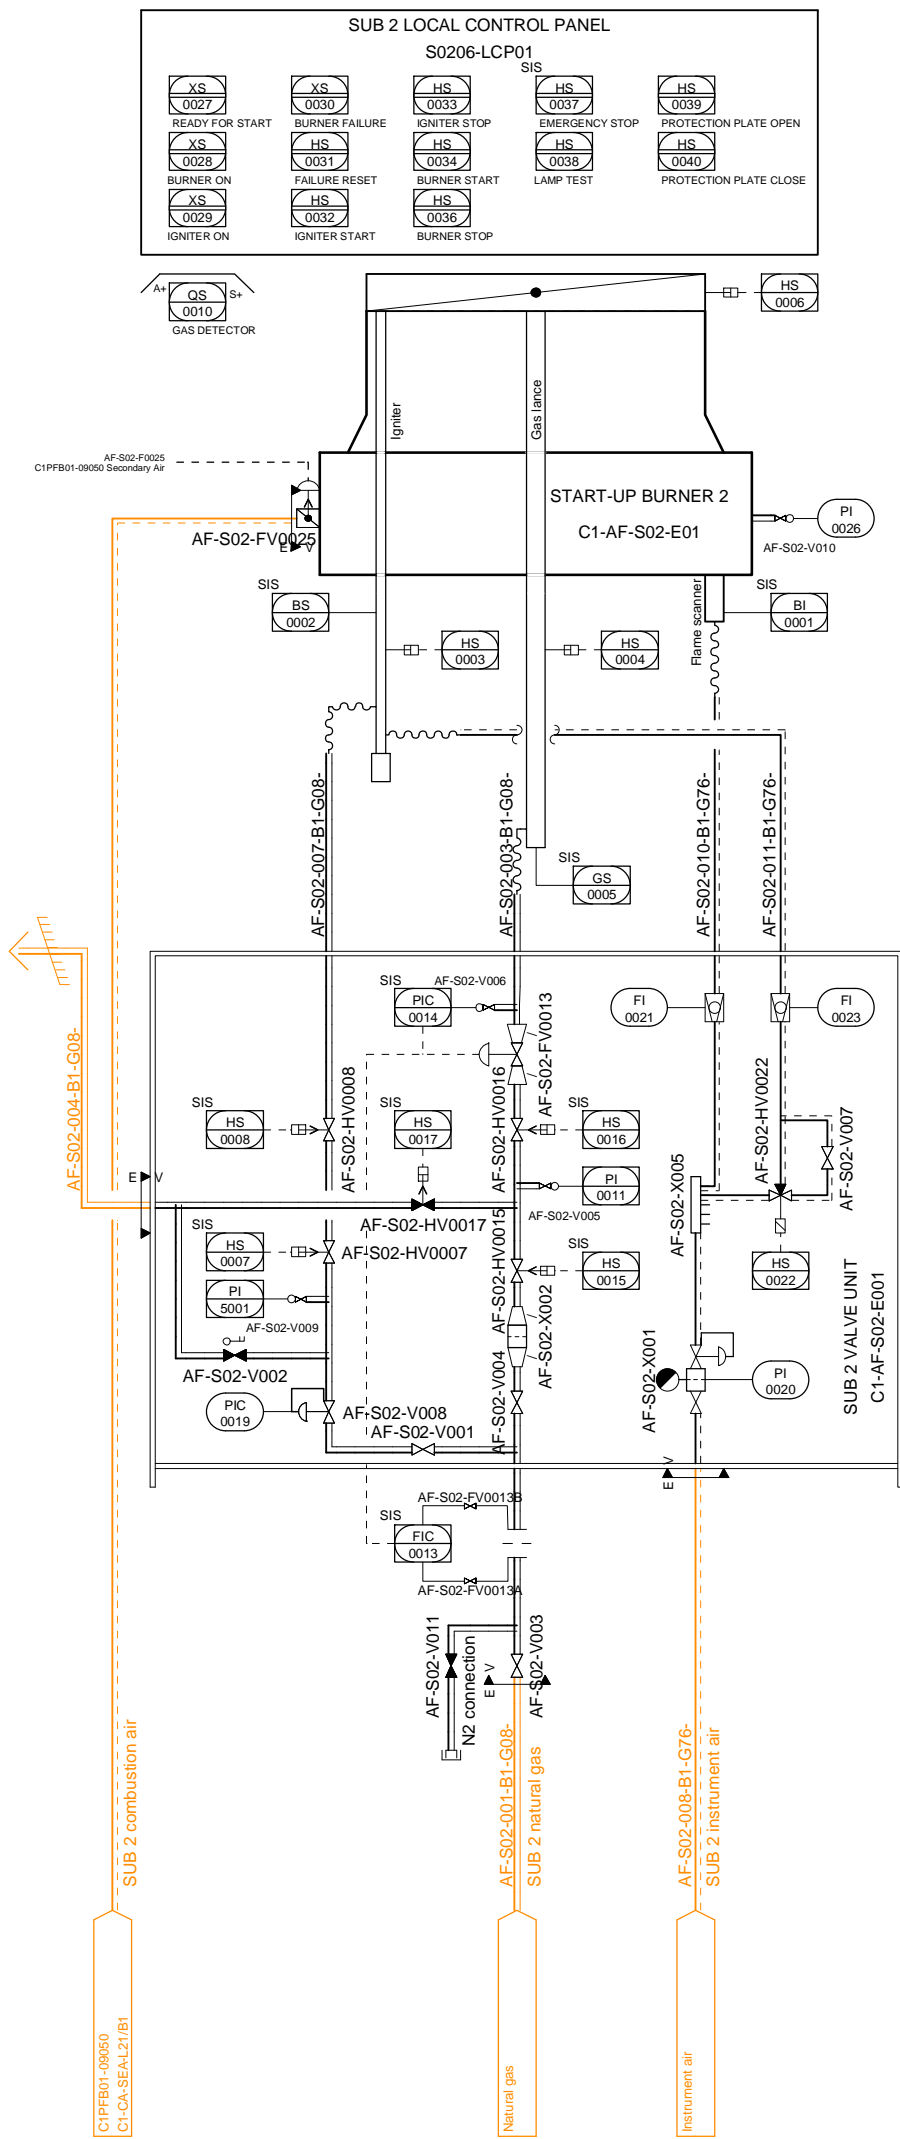 SUB 2 LOCAL CONTROL PANEL
S0206-LCP01
SIS
XS
0027
READY FOR START
XS
0030
BURNER FAILURE
HS
0033
IGNITER STOP
HS
0037
EMERGENCY STOP
HS
0039
PROTECTION PLATE OPEN
XS
0028
BURNER ON
HS
0031
FAILURE RESET
HS
0034
BURNER START
HS
0038
LAMP TEST
HS
0040
PROTECTION PLATE CLOSE
XS
0029
IGNITER ON
HS
0032
IGNITER START
HS
0036
BURNER STOP
A+
QS
0010
S+
GAS DETECTOR
HS
0006
Igniter
Gas lance
AF-S02-F0025
C1PFB01-09050 Secondary Air
START-UP BURNER 2
C1-AF-S02-E01
AF-S02-FV0025
E V
PI
0026
AF-S02-V010
SIS
BS
0002
SIS
BI
0001
Flame scanner
HS
0003
HS
0004
AF-S02-007-B1-G08-
AF-S02-003-B1-G08-
AF-S02-010-B1-G76-
AF-S02-011-B1-G76-
SIS
GS
0005
AF-S02-004-B1-G08-
SIS
PIC
0014
AF-S02-V006
AF-S02-FV0013
FI
0021
FI
0023
SIS
HS
0008
AF-S02-HV0008
SIS
HS
0017
AF-S02-HV0016
SIS
HS
0016
AF-S02-HV0022
AF-S02-V007
E V
PI
0011
AF-S02-V005
AF-S02-X005
AF-S02-HV0017
SIS
HS
0007
AF-S02-HV0007
AF-S02-HV0015
SIS
HS
0015
HS
0022
PI
5001
AF-S02-V009
AF-S02-V002
AF-S02-X002
AF-S02-V004
AF-S02-X001
PI
0020
SUB 2 VALVE UNIT
C1-AF-S02-E001
PIC
0019
AF-S02-V008
AF-S02-V001
E V
AF-S02-FV0013B
SIS
FIC
0013
AF-S02-FV0013A
AF-S02-V011
N2 connection
E V
AF-S02-V003
SUB 2 combustion air
AF-S02-001-B1-G08-
SUB 2 natural gas
AF-S02-008-B1-G76-
SUB 2 instrument air
C1PFB01-09050
C1-CA-SEA-L21/B1
Natural gas
Instrument air